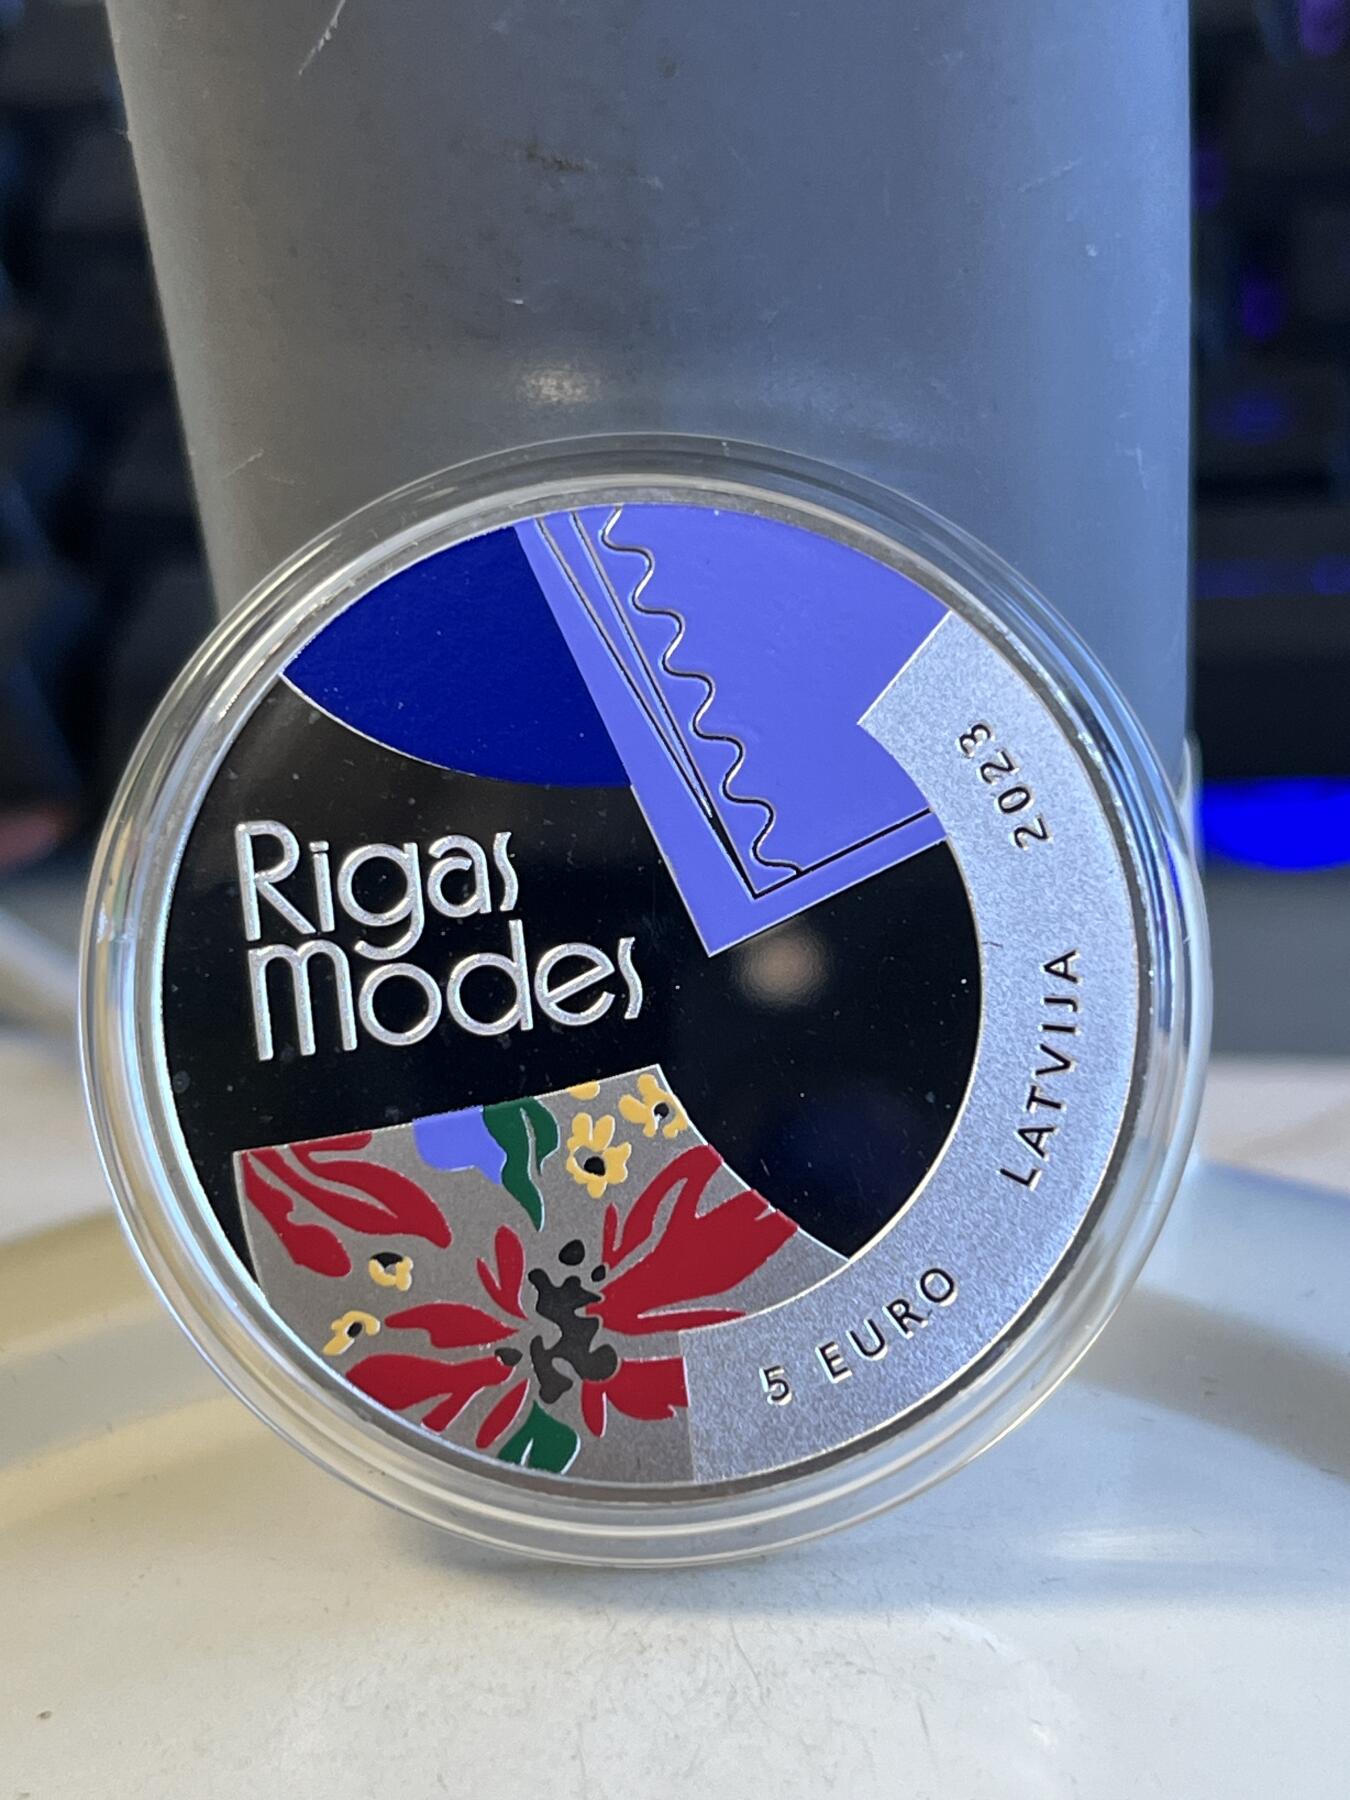 Rigas
modes
5 EURO LATVIJA 2023